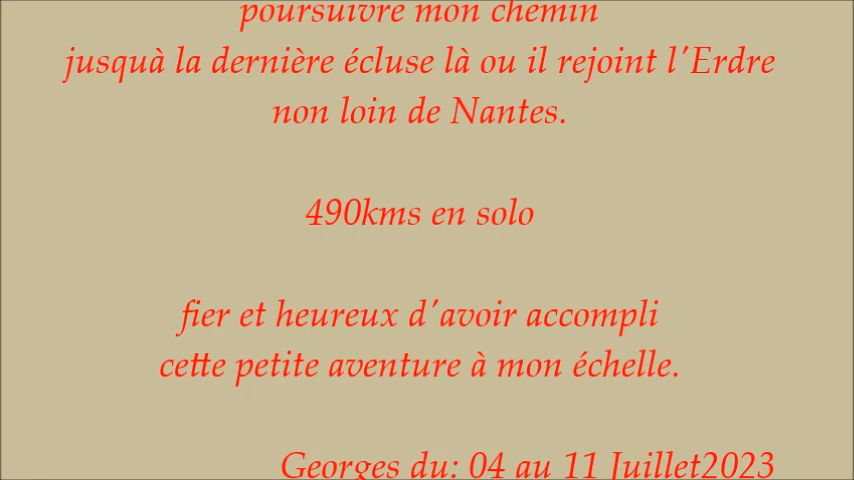 poursuivre mon chemin
jusquà la dernière écluse là ou il rejoint l'Erdre
non loin de Nantes.
490kms en solo
fier et heureux d'avoir accompli
cette petite aventure à mon échelle.
Georges du: 04 au 11 Juillet2023